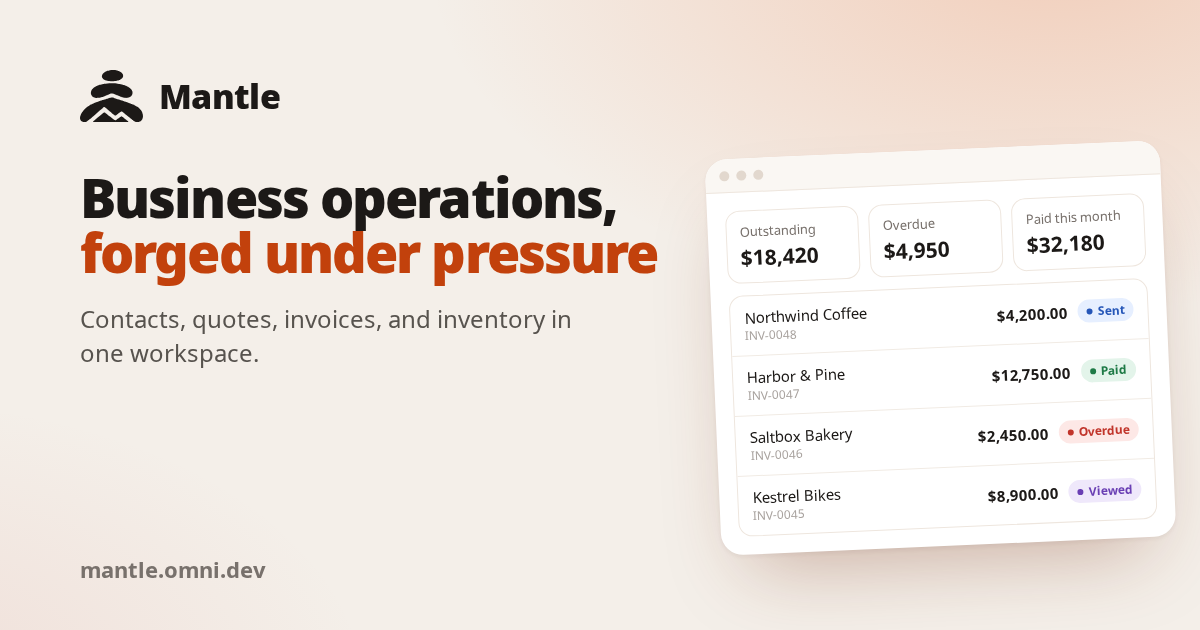 Mantle
Business operations,
forged under pressure
Contacts, quotes, invoices, and inventory in
one workspace.
mantle.omni.dev
Outstanding
$18,420
Overdue
$4,950
Paid this month
$32,180
Northwind Coffee
INV-0048
$4,200.00
Sent
Harbor & Pine
INV-0047
$12,750.00
Paid
Saltbox Bakery
INV-0046
$2,450.00
Overdue
Kestrel Bikes
INV-0045
$8,900.00
Viewed